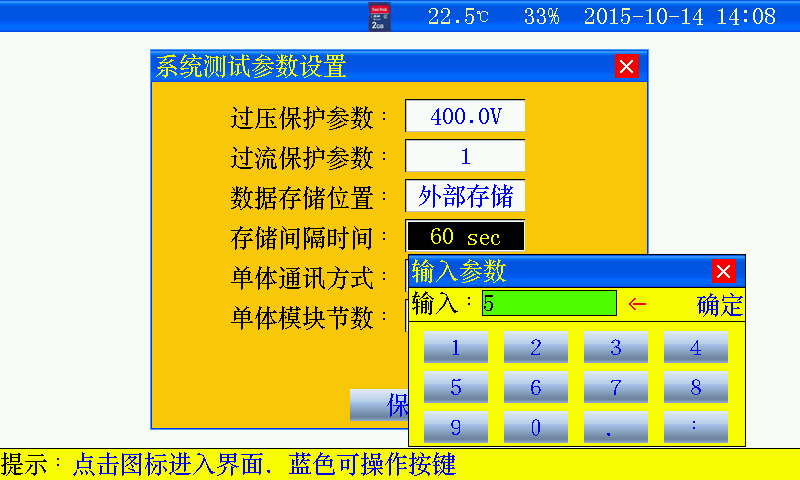 SanDisk
2GB
22.5℃ 33% 2015-10-14 14:08
系统测试参数设置
过压保护参数： 400.0V
过流保护参数： 1
数据存储位置： 外部存储
存储间隔时间： 60 sec
单体通讯方式：
单体模块节数：
保
输入参数
输入：5 ← 确定
1 2 3 4
5 6 7 8
9 0 . :
提示：点击图标进入界面．蓝色可操作按键